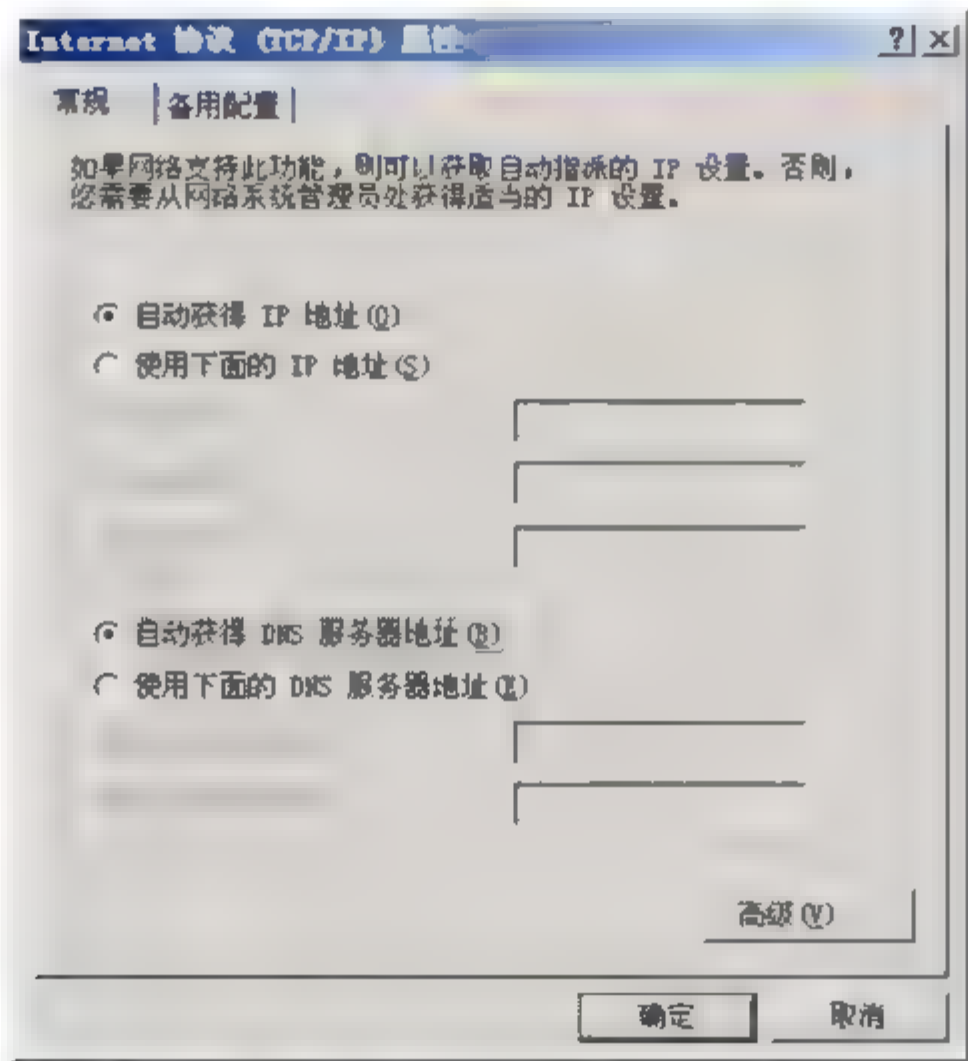 Internet 协议 (TCP/IP) 属性
常规
备用配置
如果网络支持此功能，则可以获取自动指派的 IP 设置。否则，
您需要从网络系统管理员处获得适当的 IP 设置。
自动获得 IP 地址(O)
使用下面的 IP 地址(S)
自动获得 DNS 服务器地址(B)
使用下面的 DNS 服务器地址(E)
高级(V)
确定
取消